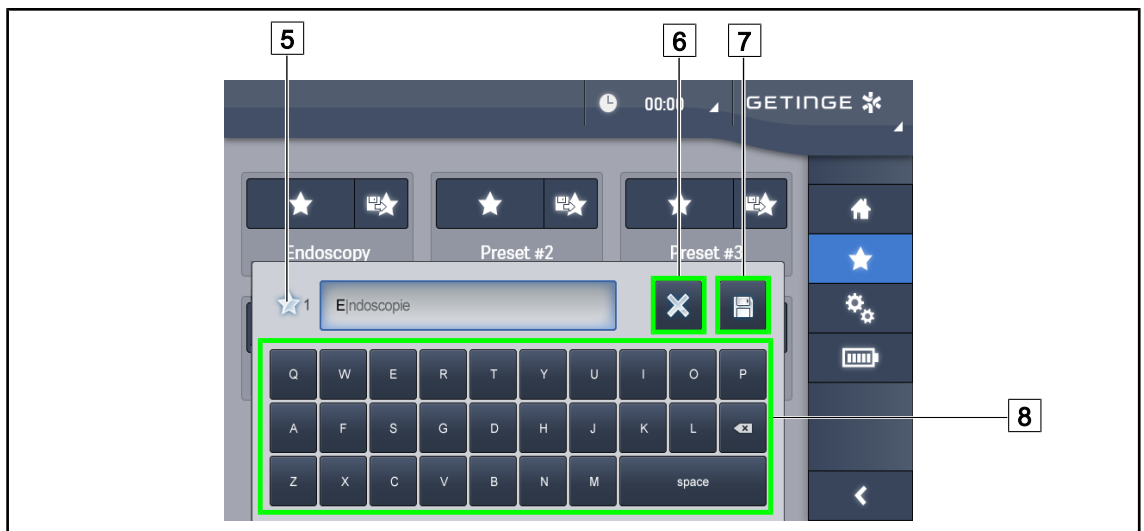 5 6 7
00:00 GETINGE
Endoscopy Preset #2 Preset #3
1 E|ndoscopie
Q W E R T Y U I O P
8
A F S G D H J K L
Z X C V B N M space